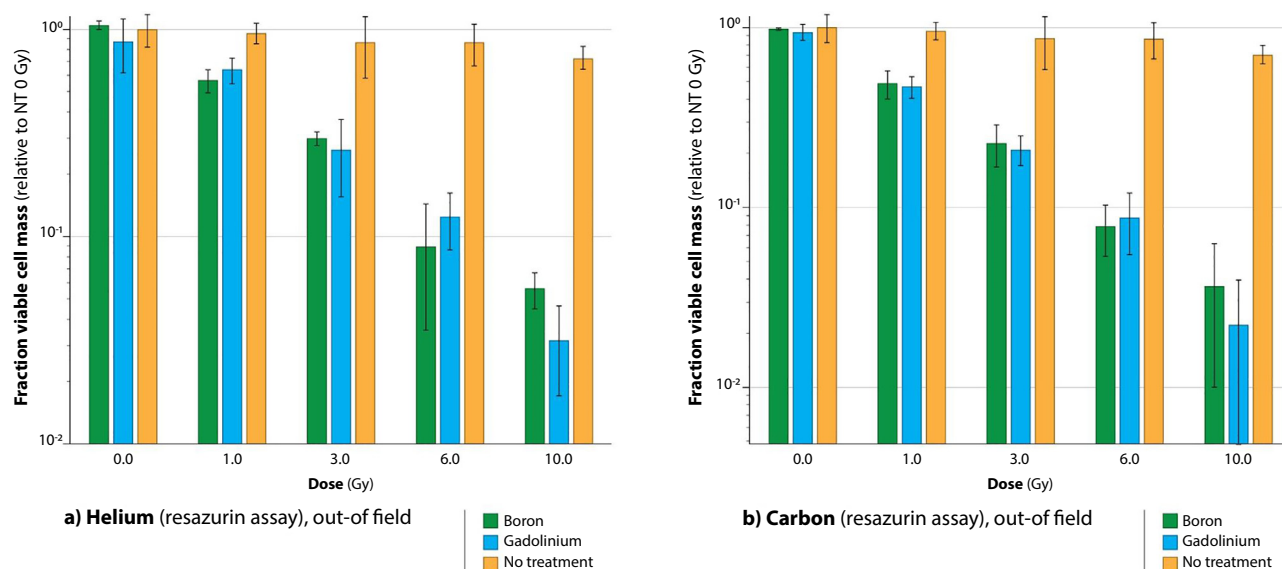 Fraction viable cell mass (relative to NT 0 Gy)
10⁰
10⁻¹
10⁻²
0.0 1.0 3.0 6.0 10.0
Dose (Gy)
a) Helium (resazurin assay), out-of field
Boron
Gadolinium
No treatment
Fraction viable cell mass (relative to NT 0 Gy)
10⁰
10⁻¹
10⁻²
0.0 1.0 3.0 6.0 10.0
Dose (Gy)
b) Carbon (resazurin assay), out-of field
Boron
Gadolinium
No treatment